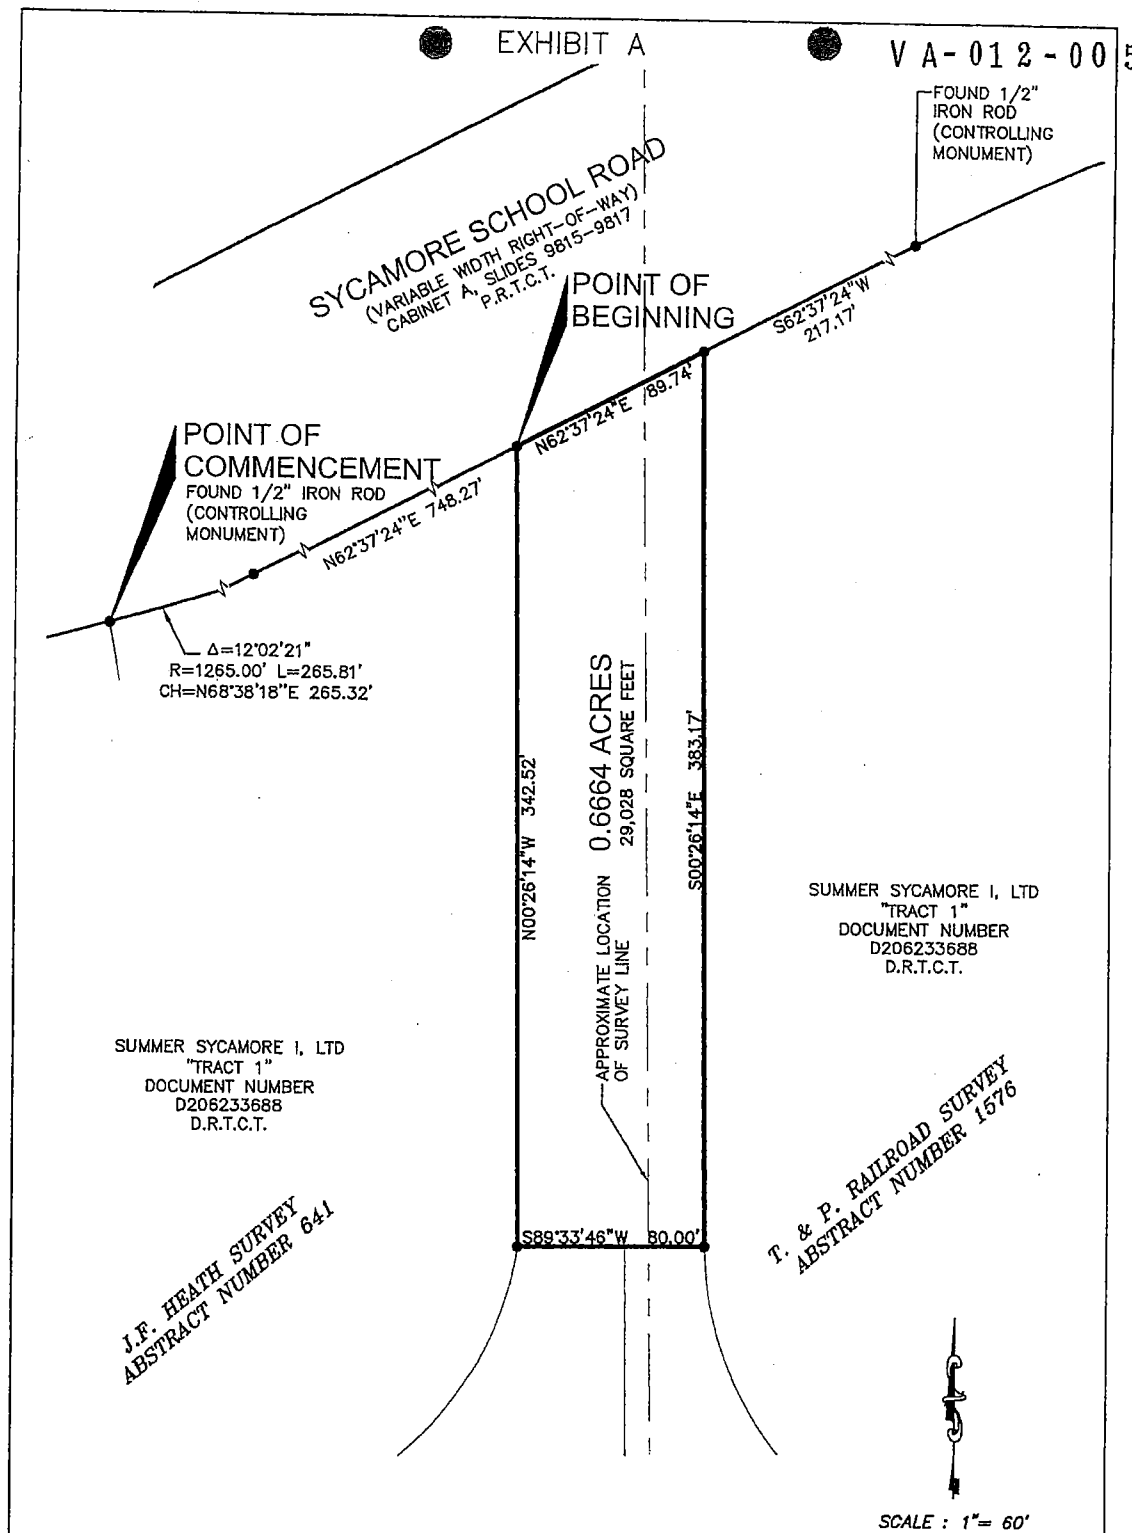 EXHIBIT A
VA-012-005
FOUND 1/2"
IRON ROD
(CONTROLLING
MONUMENT)
SYCAMORE SCHOOL ROAD
(VARIABLE WIDTH RIGHT-OF-WAY)
CABINET A, SLIDES 9815-9817
P.R.T.C.T.
POINT OF
BEGINNING
S62°37'24"W
217.17'
N62°37'24"E 89.74'
POINT OF
COMMENCEMENT
FOUND 1/2" IRON ROD
(CONTROLLING
MONUMENT)
N62°37'24"E 748.27'
Δ=12°02'21"
R=1265.00' L=265.81'
CH=N68°38'18"E 265.32'
N00°26'14"W 342.52'
0.6664 ACRES
29,028 SQUARE FEET
S00°26'14"E 383.17'
APPROXIMATE LOCATION
OF SURVEY LINE
SUMMER SYCAMORE I, LTD
"TRACT 1"
DOCUMENT NUMBER
D206233688
D.R.T.C.T.
SUMMER SYCAMORE I, LTD
"TRACT 1"
DOCUMENT NUMBER
D206233688
D.R.T.C.T.
T. & P. RAILROAD SURVEY
ABSTRACT NUMBER 1576
J.F. HEATH SURVEY
ABSTRACT NUMBER 641
S89°33'46"W 80.00'
SCALE : 1"= 60'